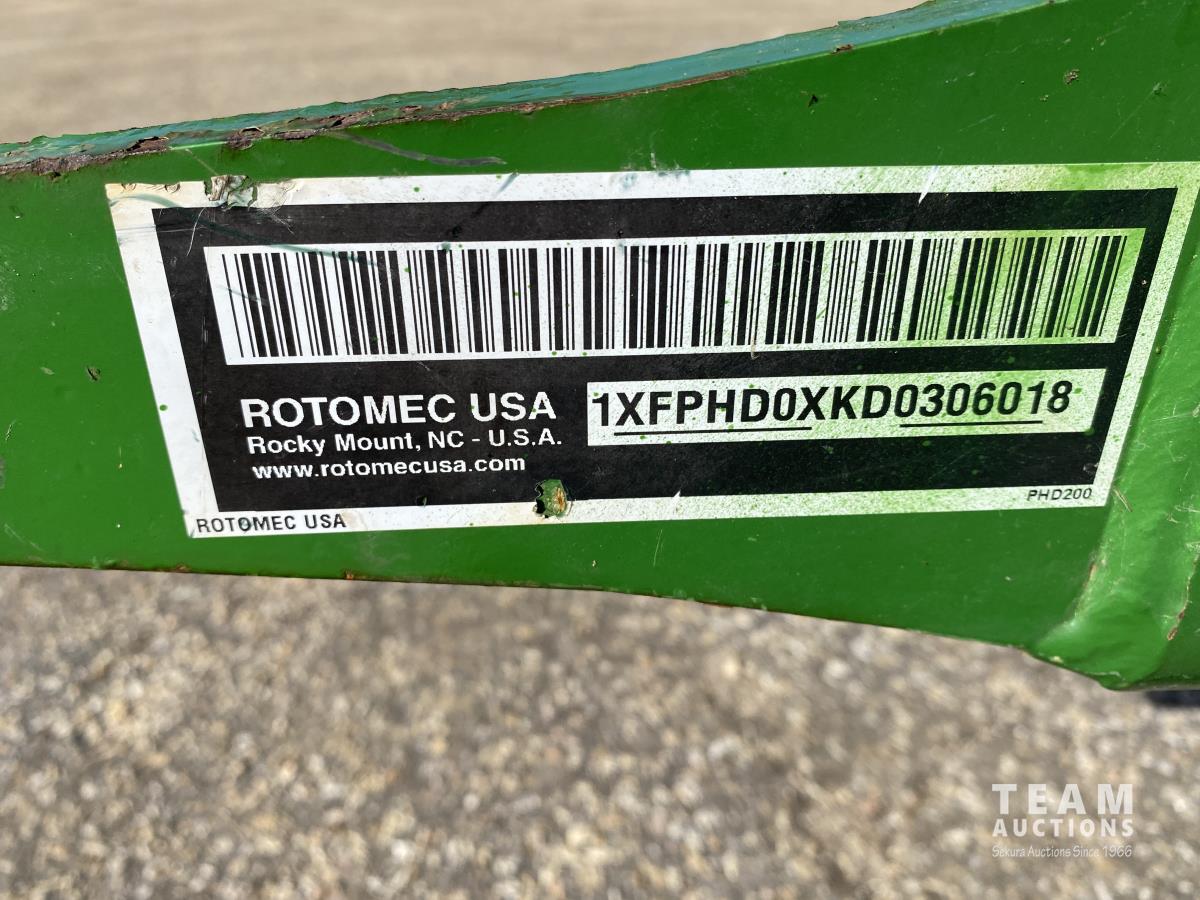 ROTOMEC USA
Rocky Mount, NC - U.S.A.
www.rotomecusa.com
1XFPHD0XKD0306018
ROTOMEC USA
PHD200
TEAM
AUCTIONS
Sekura Auctions Since 1966